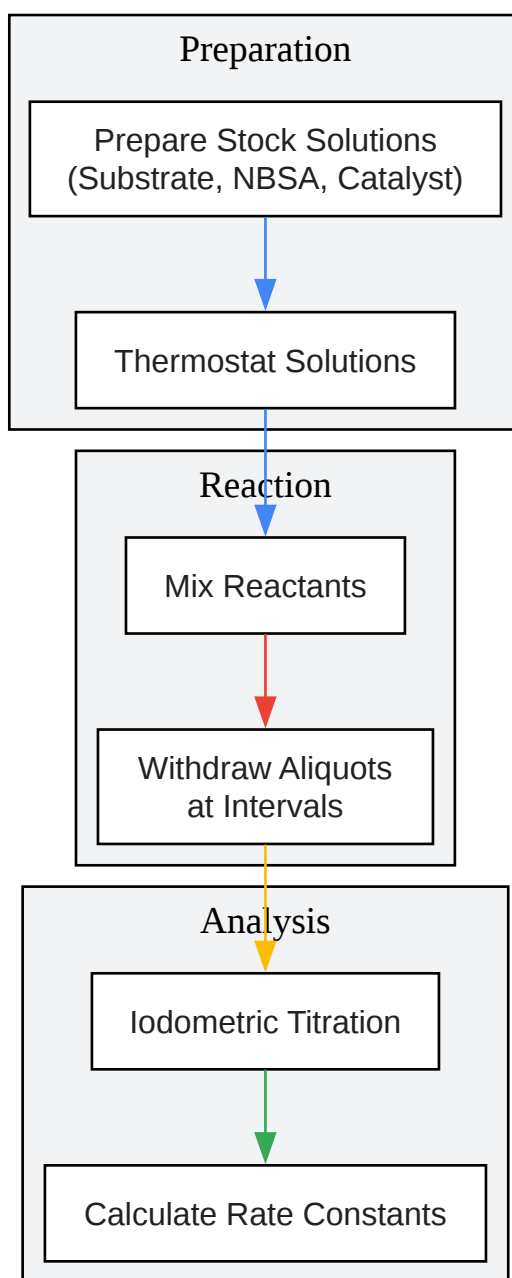 Preparation
Prepare Stock Solutions
(Substrate, NBSA, Catalyst)
Thermostat Solutions
Reaction
Mix Reactants
Withdraw Aliquots
at Intervals
Analysis
Iodometric Titration
Calculate Rate Constants